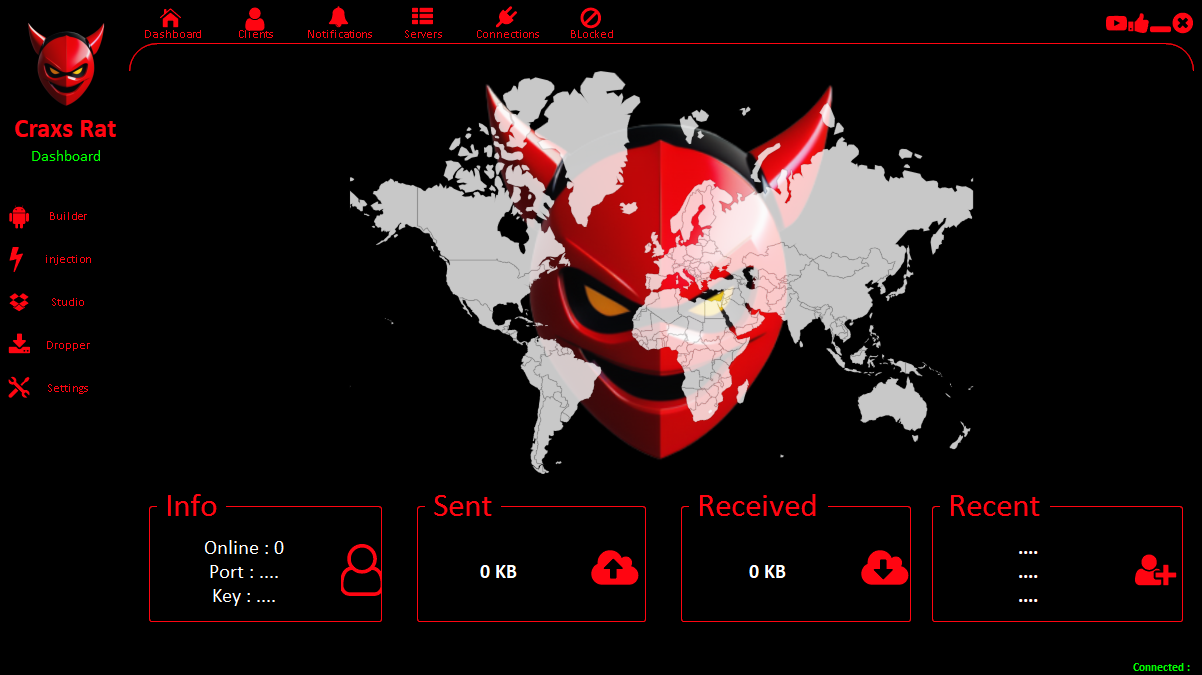 Dashboard
Clients
Notifications
Servers
Connections
BLocked
Craxs Rat
Dashboard
Builder
injection
Studio
Dropper
Settings
Info
Online : 0
Port : ....
Key : ....
Sent
0 KB
Received
0 KB
Recent
....
....
....
Connected :